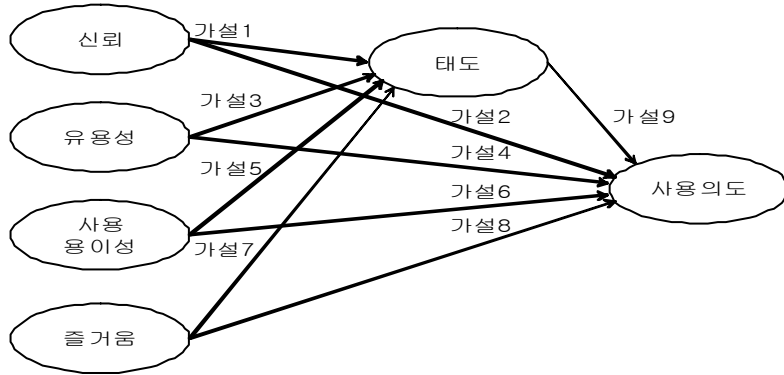 신뢰
가설1
태도
가설3
가설2
가설9
유용성
가설4
가설5
가설6
사용의도
사용
용이성
가설7
가설8
즐거움